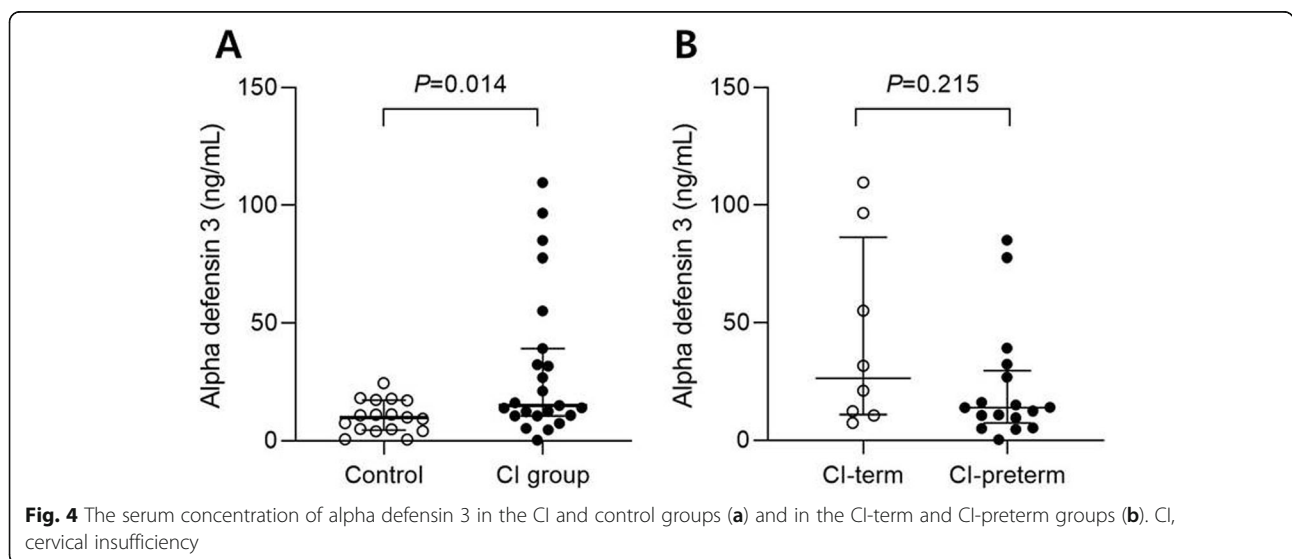 A
B
P=0.014
P=0.215
Alpha defensin 3 (ng/mL)
150
100
50
0
Control
CI group
Alpha defensin 3 (ng/mL)
150
100
50
0
CI-term
CI-preterm
Fig. 4 The serum concentration of alpha defensin 3 in the CI and control groups (a) and in the CI-term and CI-preterm groups (b). CI,
cervical insufficiency